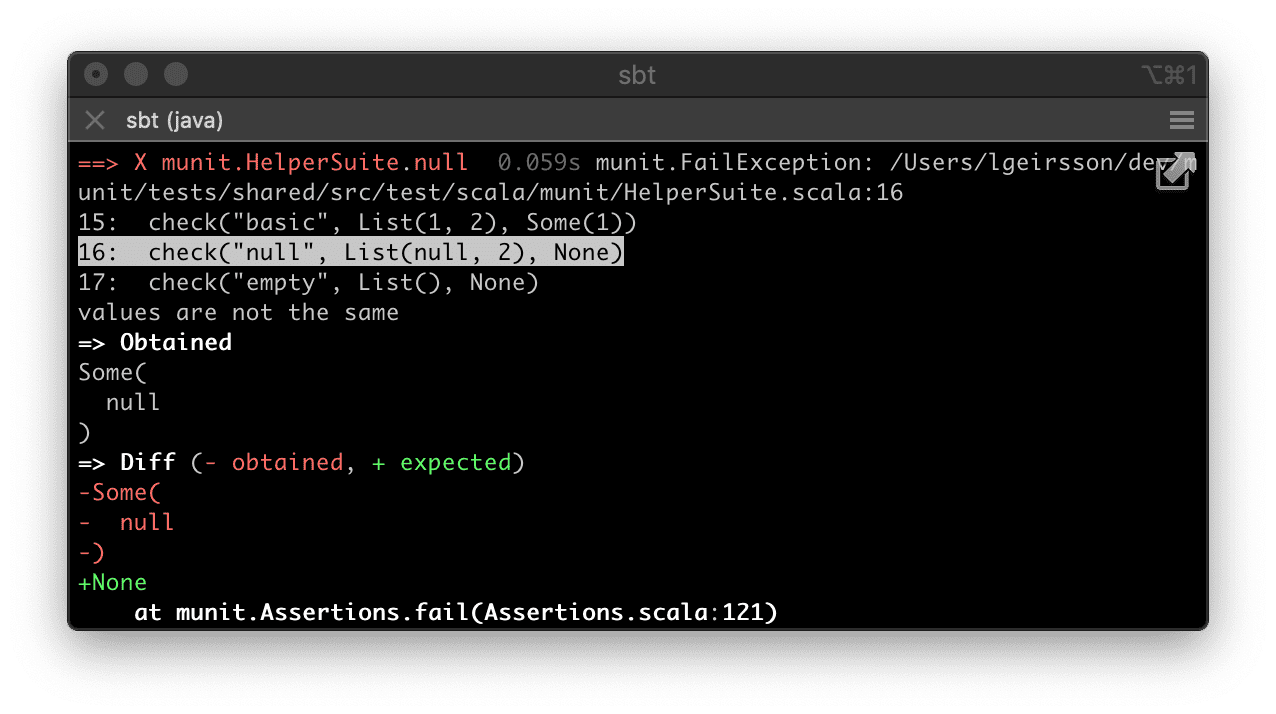 sbt
⌥⌘1
sbt (java)
==> X munit.HelperSuite.null  0.059s munit.FailException: /Users/lgeirsson/dev/m
unit/tests/shared/src/test/scala/munit/HelperSuite.scala:16
15:  check("basic", List(1, 2), Some(1))
16:  check("null", List(null, 2), None)
17:  check("empty", List(), None)
values are not the same
=> Obtained
Some(
  null
)
=> Diff (- obtained, + expected)
-Some(
-  null
-)
+None
    at munit.Assertions.fail(Assertions.scala:121)